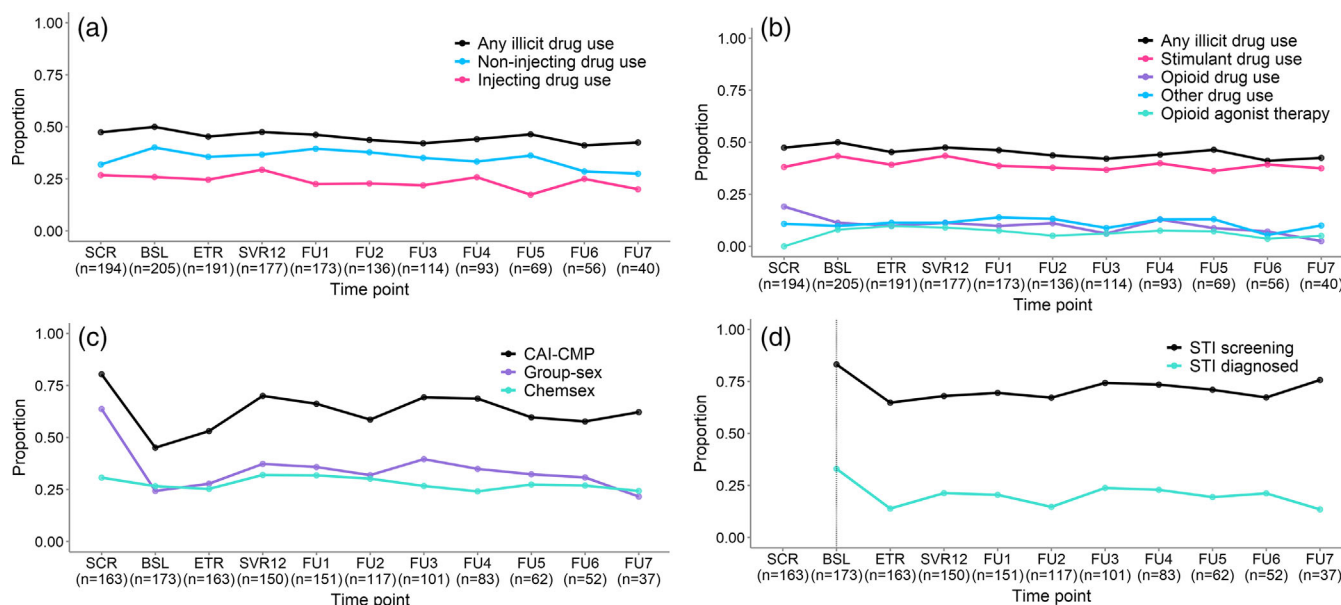 (a)
Any illicit drug use
Non-injecting drug use
Injecting drug use
1.00
0.75
0.50
0.25
0.00
Proportion
SCR BSL ETR SVR12 FU1 FU2 FU3 FU4 FU5 FU6 FU7
(n=194) (n=205) (n=191) (n=177) (n=173) (n=136) (n=114) (n=93) (n=69) (n=56) (n=40)
Time point
(b)
Any illicit drug use
Stimulant drug use
Opioid drug use
Other drug use
Opioid agonist therapy
1.00
0.75
0.50
0.25
0.00
Proportion
SCR BSL ETR SVR12 FU1 FU2 FU3 FU4 FU5 FU6 FU7
(n=194) (n=205) (n=191) (n=177) (n=173) (n=136) (n=114) (n=93) (n=69) (n=56) (n=40)
Time point
(c)
CAI-CMP
Group-sex
Chemsex
1.00
0.75
0.50
0.25
0.00
Proportion
SCR BSL ETR SVR12 FU1 FU2 FU3 FU4 FU5 FU6 FU7
(n=163) (n=173) (n=163) (n=150) (n=151) (n=117) (n=101) (n=83) (n=62) (n=52) (n=37)
Time point
(d)
STI screening
STI diagnosed
1.00
0.75
0.50
0.25
0.00
Proportion
SCR BSL ETR SVR12 FU1 FU2 FU3 FU4 FU5 FU6 FU7
(n=163) (n=173) (n=163) (n=150) (n=151) (n=117) (n=101) (n=83) (n=62) (n=52) (n=37)
Time point